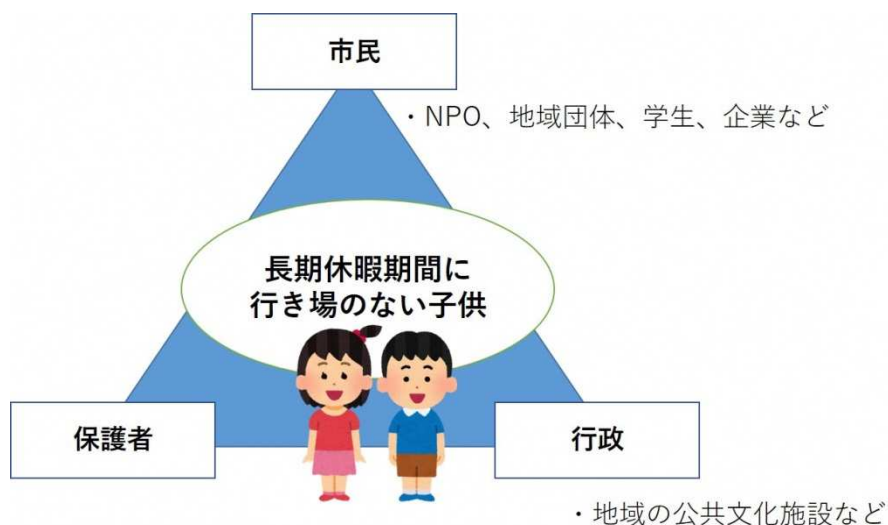 市民
・NPO、地域団体、学生、企業など
長期休暇期間に
行き場のない子供
保護者
行政
・地域の公共文化施設など